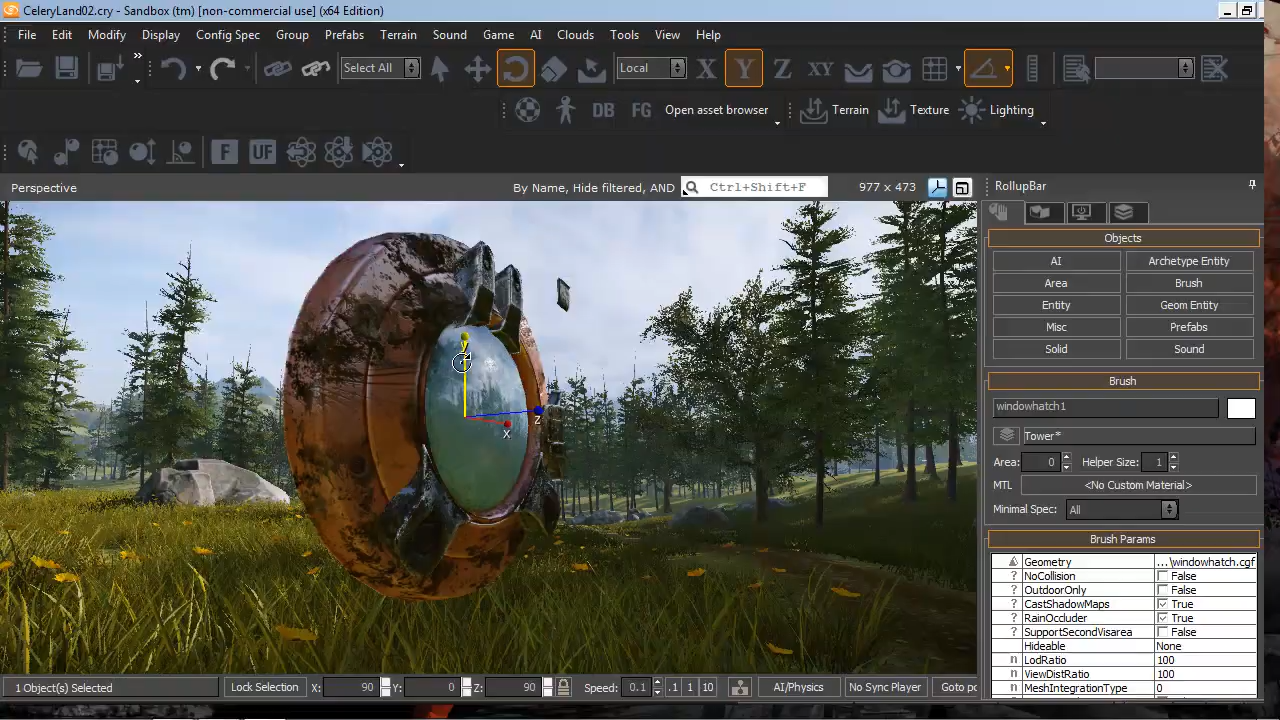 CeleryLand02.cry - Sandbox (tm) [non-commercial use] (x64 Edition)
File Edit Modify Display Config Spec Group Prefabs Terrain Sound Game AI Clouds Tools View Help
Select All Local X Y Z XY
DB FG Open asset browser Terrain Texture Lighting
F UF
Perspective By Name, Hide filtered, AND Ctrl+Shift+F 977 x 473 RollupBar
Objects
AI Archetype Entity
Area Brush
Entity Geom Entity
Misc Prefabs
Solid Sound
y
z
x
Brush
windowhatch1
Tower*
Area: 0 Helper Size: 1
MTL <No Custom Material>
Minimal Spec: All
Brush Params
Geometry ...\windowhatch.cgf
? NoCollision False
? OutdoorOnly False
? CastShadowMaps True
? RainOccluder True
? SupportSecondVisarea False
Hideable None
n LodRatio 100
n ViewDistRatio 100
n MeshIntegrationType 0
1 Object(s) Selected Lock Selection X: 90 Y: 0 Z: 90 Speed: 0.1 .1 1 10 AI/Physics No Sync Player Goto po